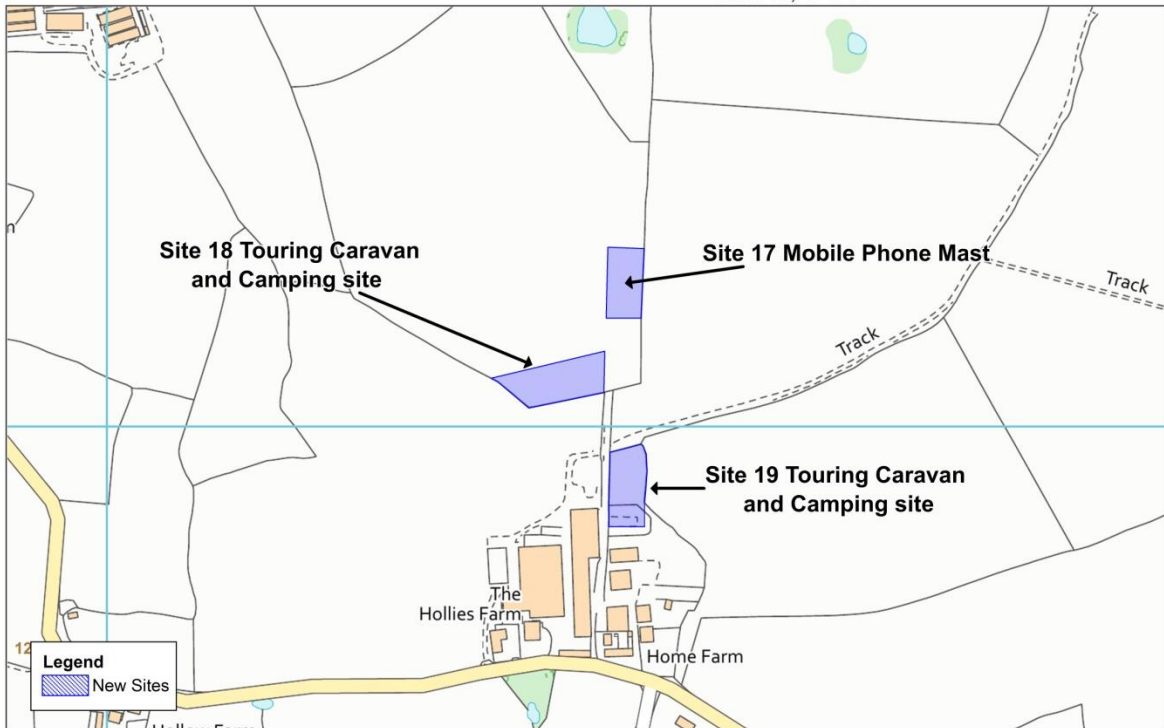 Site 18 Touring Caravan
and Camping site
Site 17 Mobile Phone Mast
Track
Track
Site 19 Touring Caravan
and Camping site
The
Hollies Farm
Home Farm
Legend
New Sites